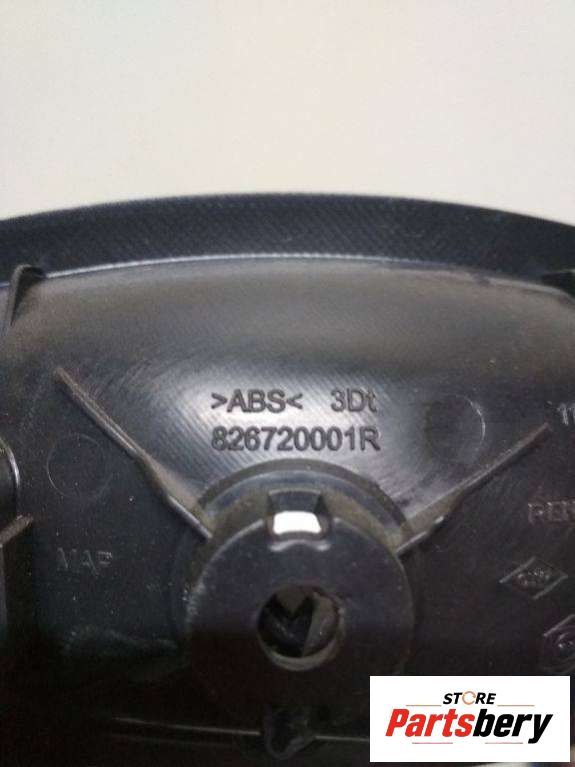 >ABS< 3Dt
826720001R
MAP
STORE
Partsbery